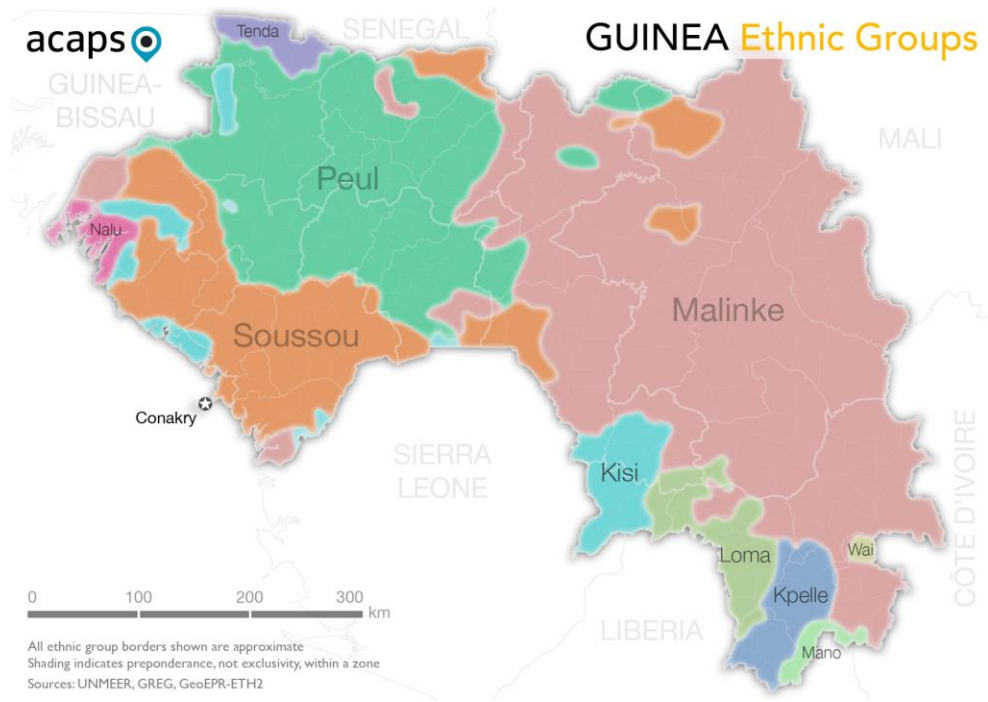 acaps
GUINEA Ethnic Groups
Tenda
SENEGAL
GUINEA-
BISSAU
MALI
Peul
Nalu
Malinke
Soussou
Conakry
SIERRA
LEONE
Kisi
CÔTE D'IVOIRE
Loma
Wai
Kpelle
LIBERIA
Mano
0 100 200 300 km
All ethnic group borders shown are approximate
Shading indicates preponderance, not exclusivity, within a zone
Sources: UNMEER, GREG, GeoEPR-ETH2